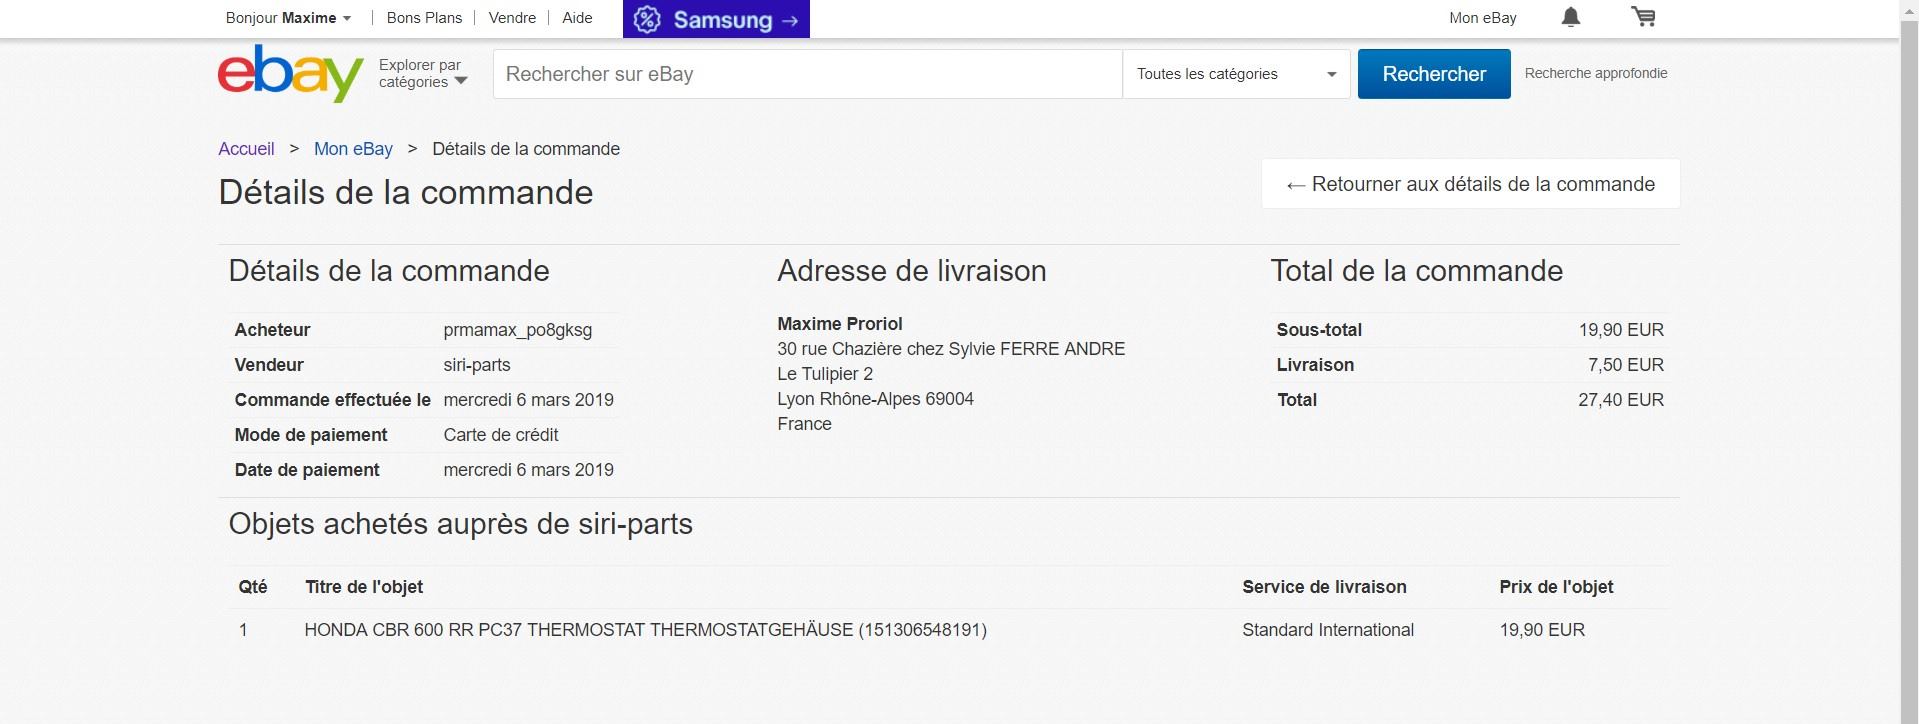 Bonjour Maxime | Bons Plans | Vendre | Aide Samsung → Mon eBay
ebay Explorer par catégories Rechercher sur eBay Toutes les catégories Rechercher Recherche approfondie
Accueil > Mon eBay > Détails de la commande
Détails de la commande
← Retourner aux détails de la commande
Détails de la commande
Acheteur prmamax_po8gksg
Vendeur siri-parts
Commande effectuée le mercredi 6 mars 2019
Mode de paiement Carte de crédit
Date de paiement mercredi 6 mars 2019
Adresse de livraison
Maxime Proriol
30 rue Chazière chez Sylvie FERRE ANDRE
Le Tulipier 2
Lyon Rhône-Alpes 69004
France
Total de la commande
Sous-total 19,90 EUR
Livraison 7,50 EUR
Total 27,40 EUR
Objets achetés auprès de siri-parts
Qté Titre de l'objet Service de livraison Prix de l'objet
1 HONDA CBR 600 RR PC37 THERMOSTAT THERMOSTATGEHÄUSE (151306548191) Standard International 19,90 EUR